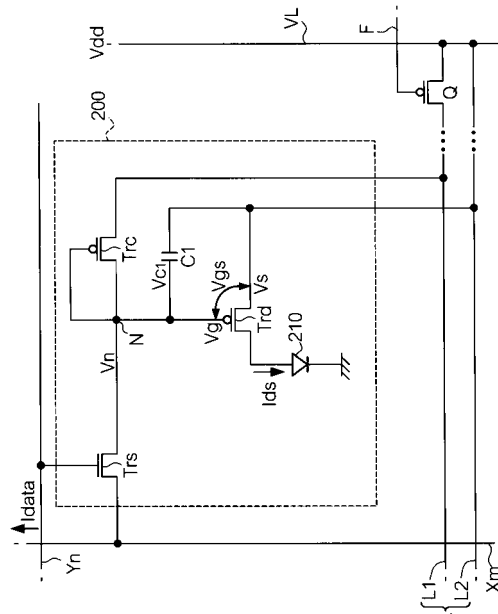 Vdd
VL
F
Q
200
Trc
Vc1
C1
N
Vn
Vg
Vgs
Vs
Trd
210
Ids
Trs
Idata
Yn
Xm
L1
L2